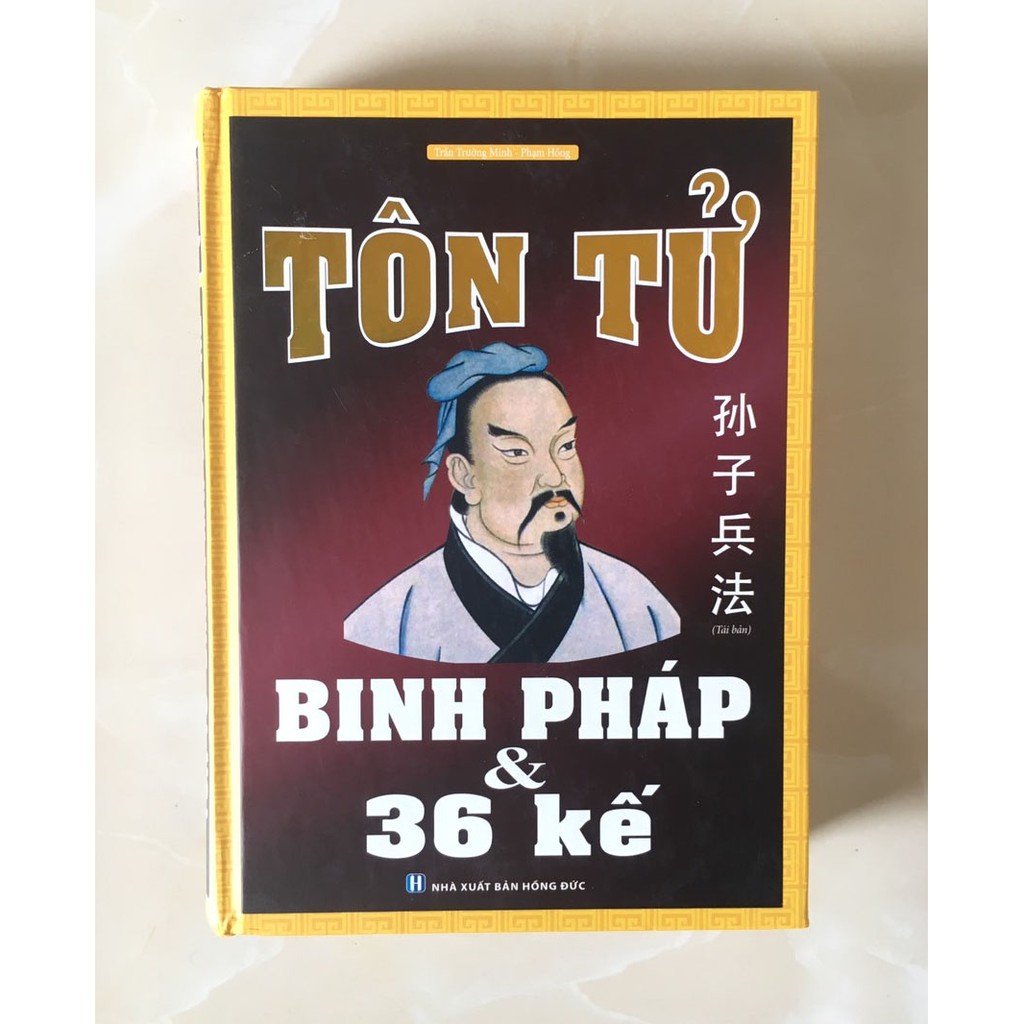 Trần Trường Minh - Phạm Hồng
TÔN TỬ
孙子兵法
(Tái bản)
BINH PHÁP
&
36 kế
H NHÀ XUẤT BẢN HỒNG ĐỨC